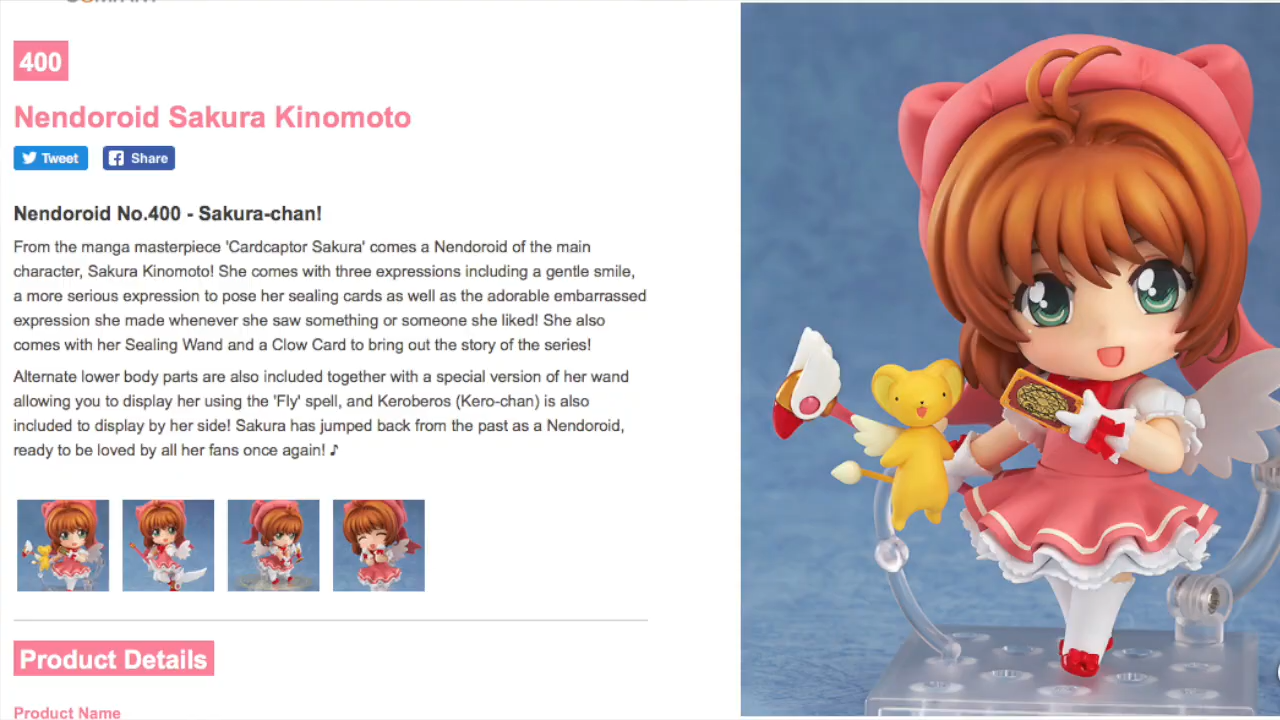 400
Nendoroid Sakura Kinomoto
Tweet
Share
Nendoroid No.400 - Sakura-chan!
From the manga masterpiece 'Cardcaptor Sakura' comes a Nendoroid of the main
character, Sakura Kinomoto! She comes with three expressions including a gentle smile,
a more serious expression to pose her sealing cards as well as the adorable embarrassed
expression she made whenever she saw something or someone she liked! She also
comes with her Sealing Wand and a Clow Card to bring out the story of the series!
Alternate lower body parts are also included together with a special version of her wand
allowing you to display her using the 'Fly' spell, and Keroberos (Kero-chan) is also
included to display by her side! Sakura has jumped back from the past as a Nendoroid,
ready to be loved by all her fans once again! ♪
Product Details
Product Name